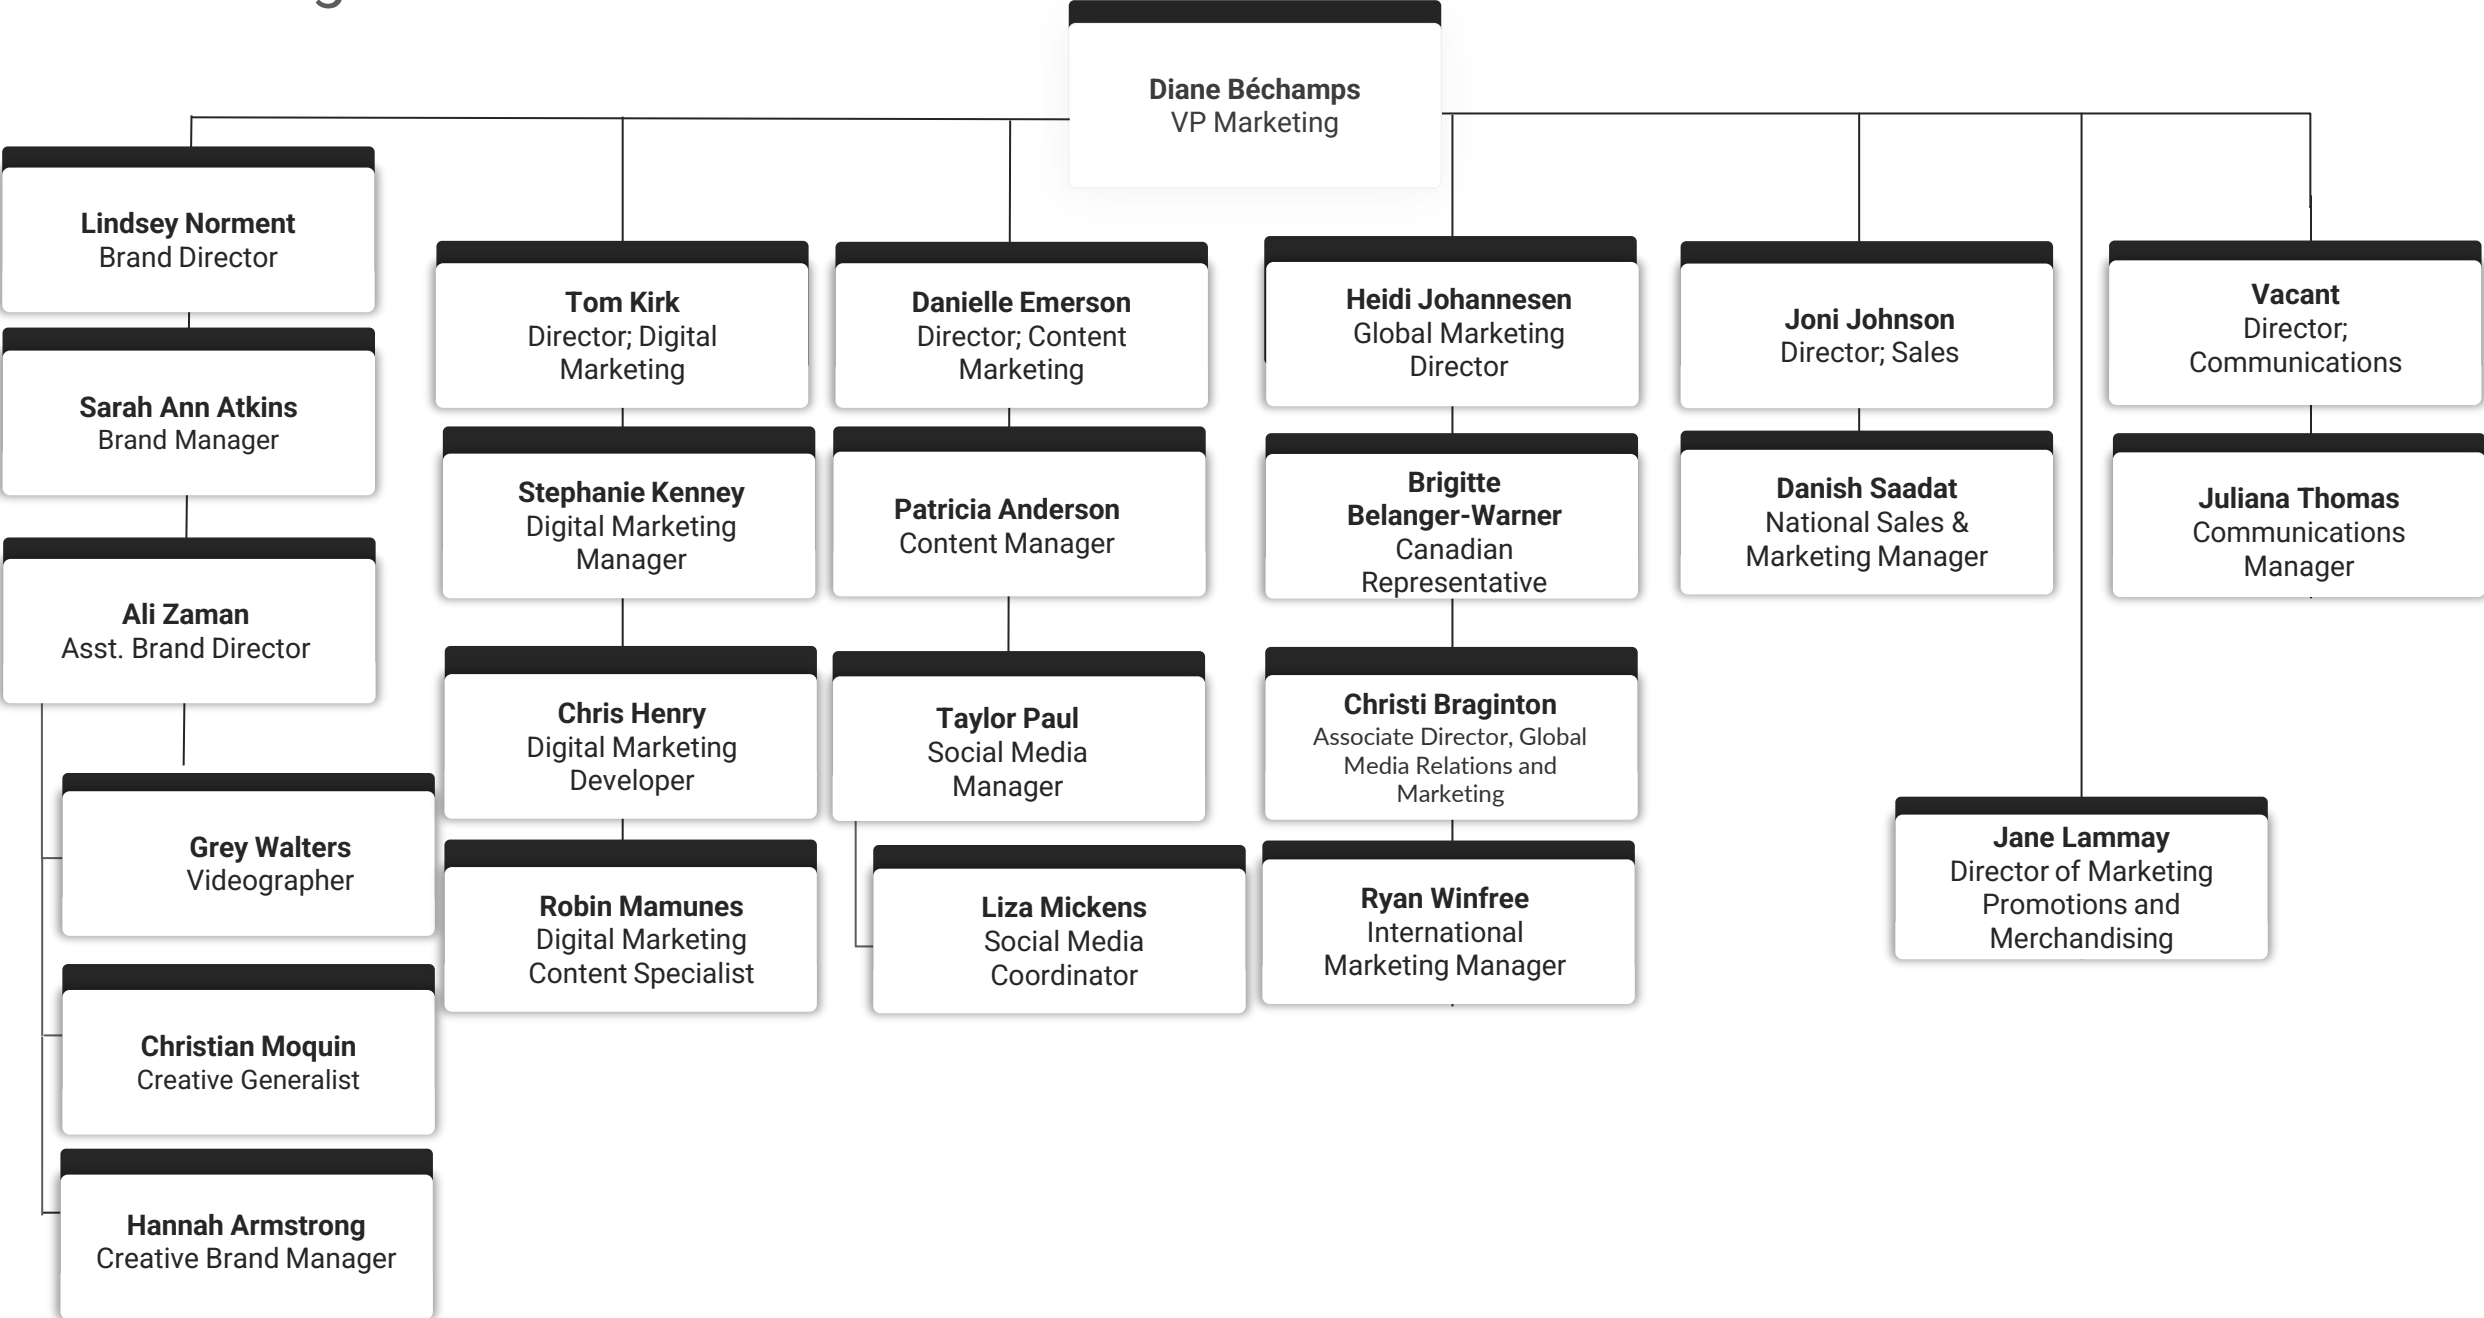 Diane Béchamps
VP Marketing
Lindsey Norment
Brand Director
Sarah Ann Atkins
Brand Manager
Ali Zaman
Asst. Brand Director
Grey Walters
Videographer
Christian Moquin
Creative Generalist
Hannah Armstrong
Creative Brand Manager
Tom Kirk
Director; Digital
Marketing
Stephanie Kenney
Digital Marketing
Manager
Chris Henry
Digital Marketing
Developer
Robin Mamunes
Digital Marketing
Content Specialist
Danielle Emerson
Director; Content
Marketing
Patricia Anderson
Content Manager
Taylor Paul
Social Media
Manager
Liza Mickens
Social Media
Coordinator
Heidi Johannesen
Global Marketing
Director
Brigitte
Belanger-Warner
Canadian
Representative
Christi Braginton
Associate Director, Global
Media Relations and
Marketing
Ryan Winfree
International
Marketing Manager
Joni Johnson
Director; Sales
Danish Saadat
National Sales &
Marketing Manager
Jane Lammay
Director of Marketing
Promotions and
Merchandising
Vacant
Director;
Communications
Juliana Thomas
Communications
Manager